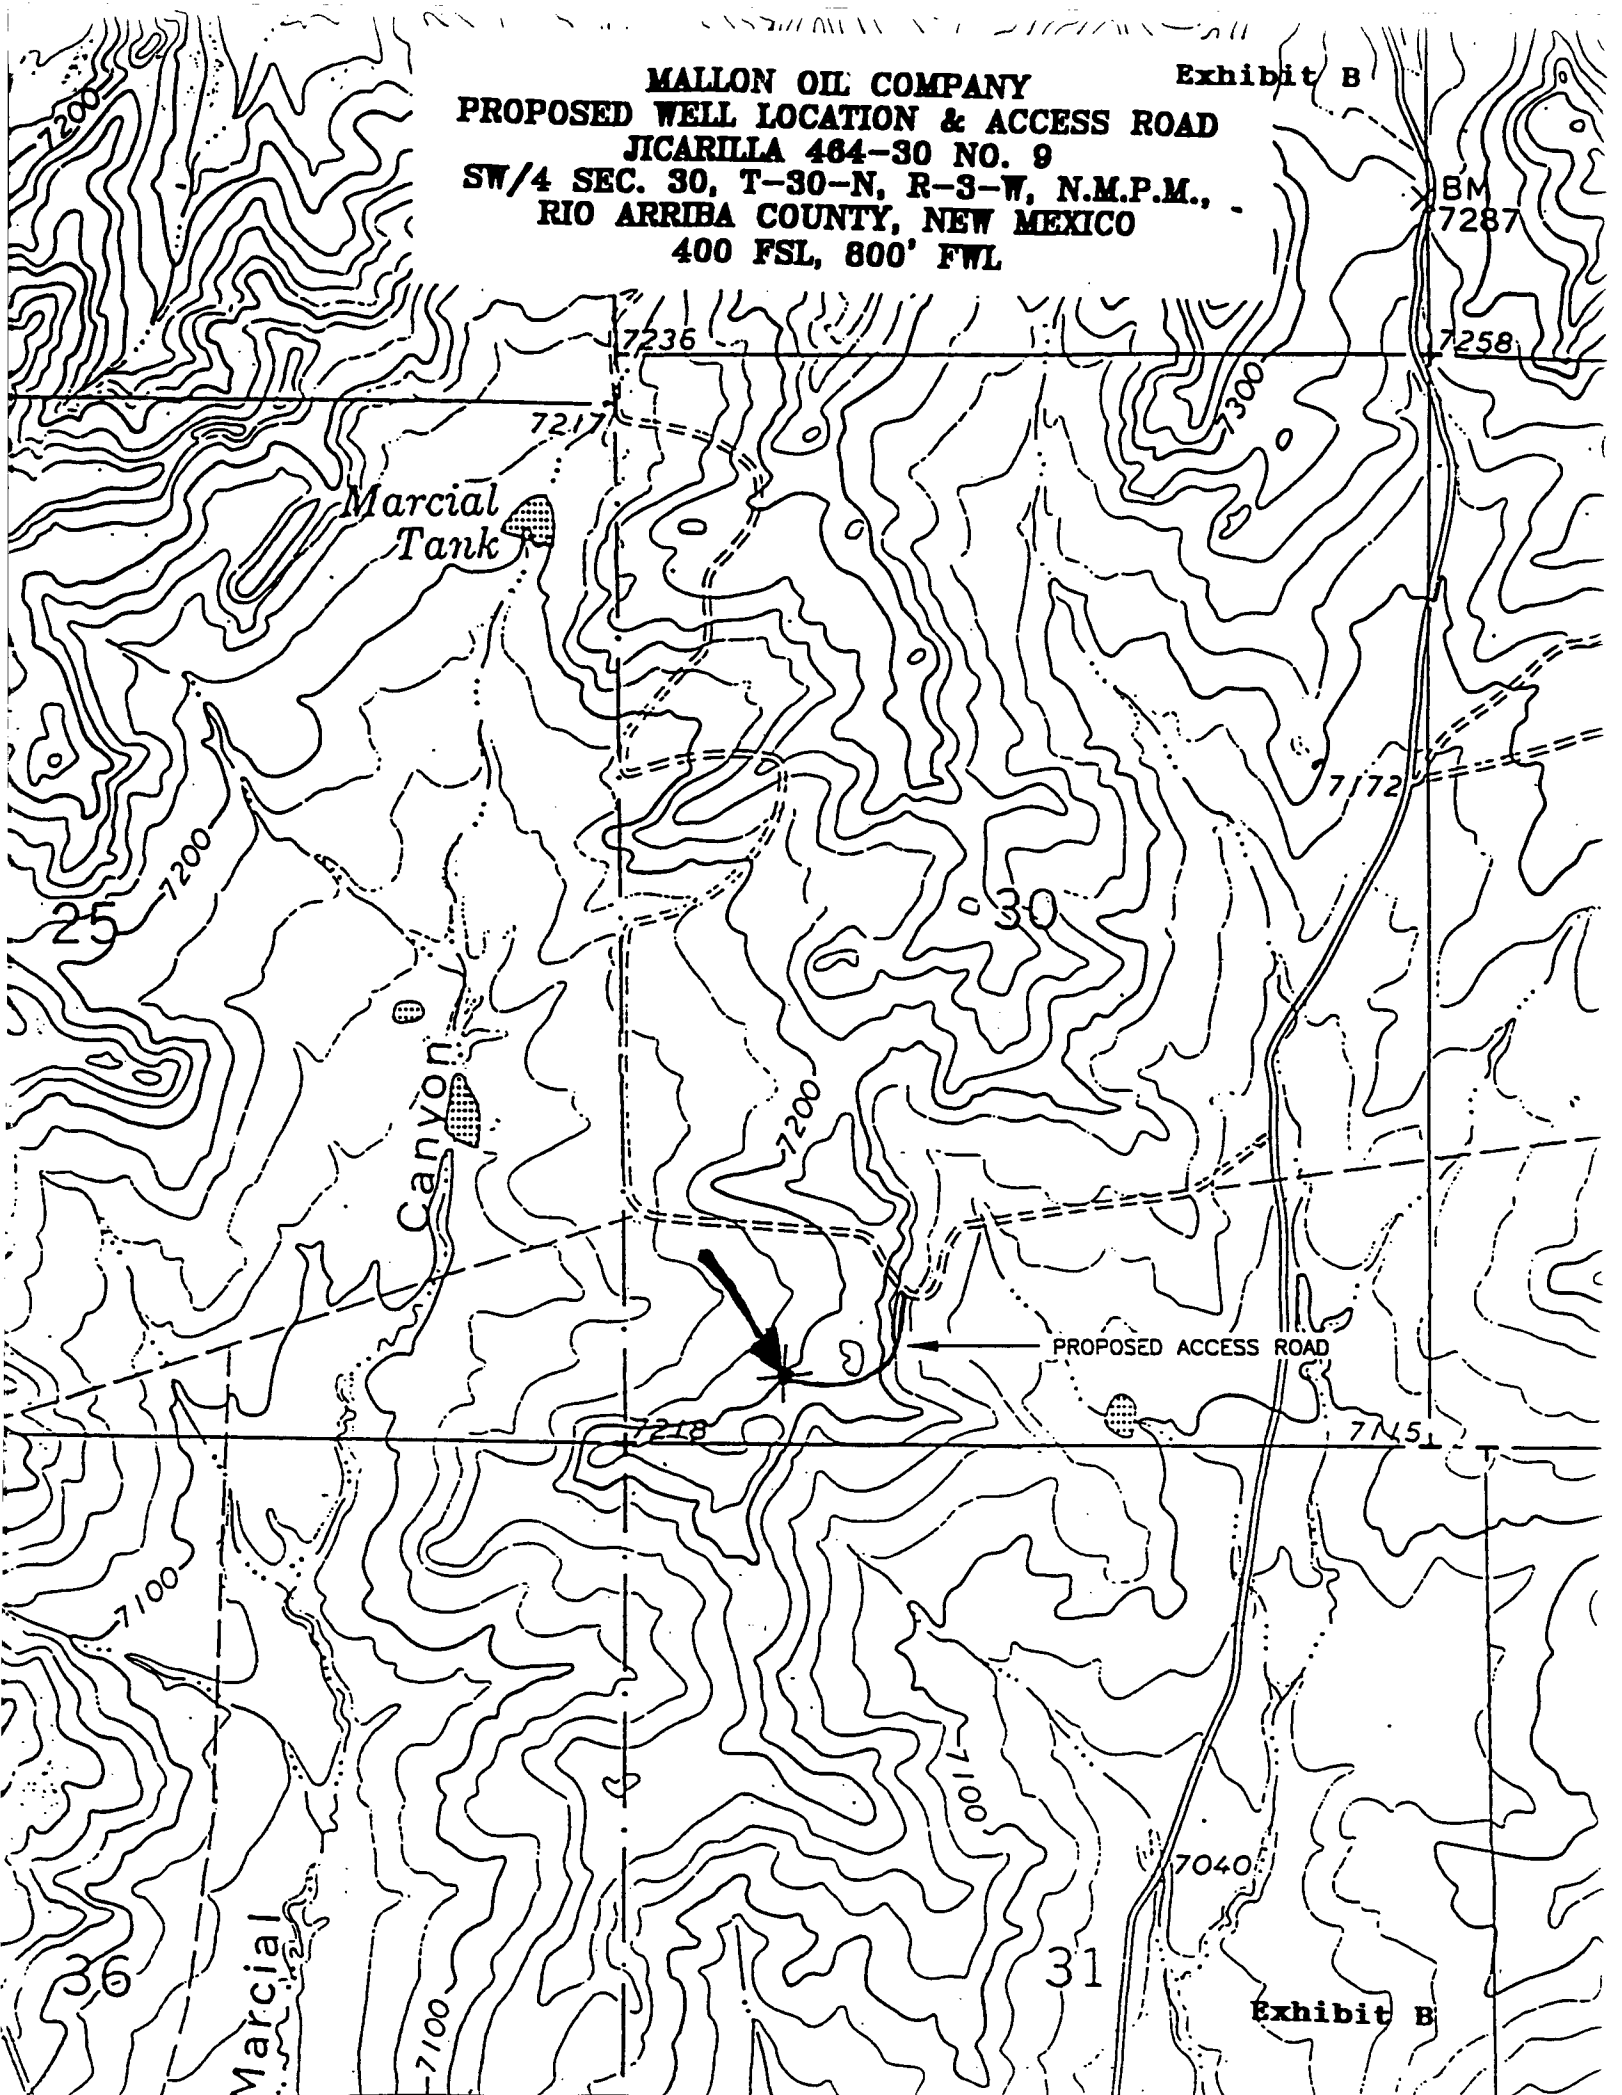 Exhibit B
MALLON OIL COMPANY
PROPOSED WELL LOCATION & ACCESS ROAD
JICARILLA 464-30 NO. 9
SW/4 SEC. 30, T-30-N, R-3-W, N.M.P.M.,
RIO ARRIBA COUNTY, NEW MEXICO
400 FSL, 800' FWL
7200
BM
7287
7236
7258
7217
7300
Marcial
Tank
7172
7200
25
30
Canyon
7200
PROPOSED ACCESS ROAD
7218
7115
7100
7100
7040
36
Marcial
31
7100
Exhibit B